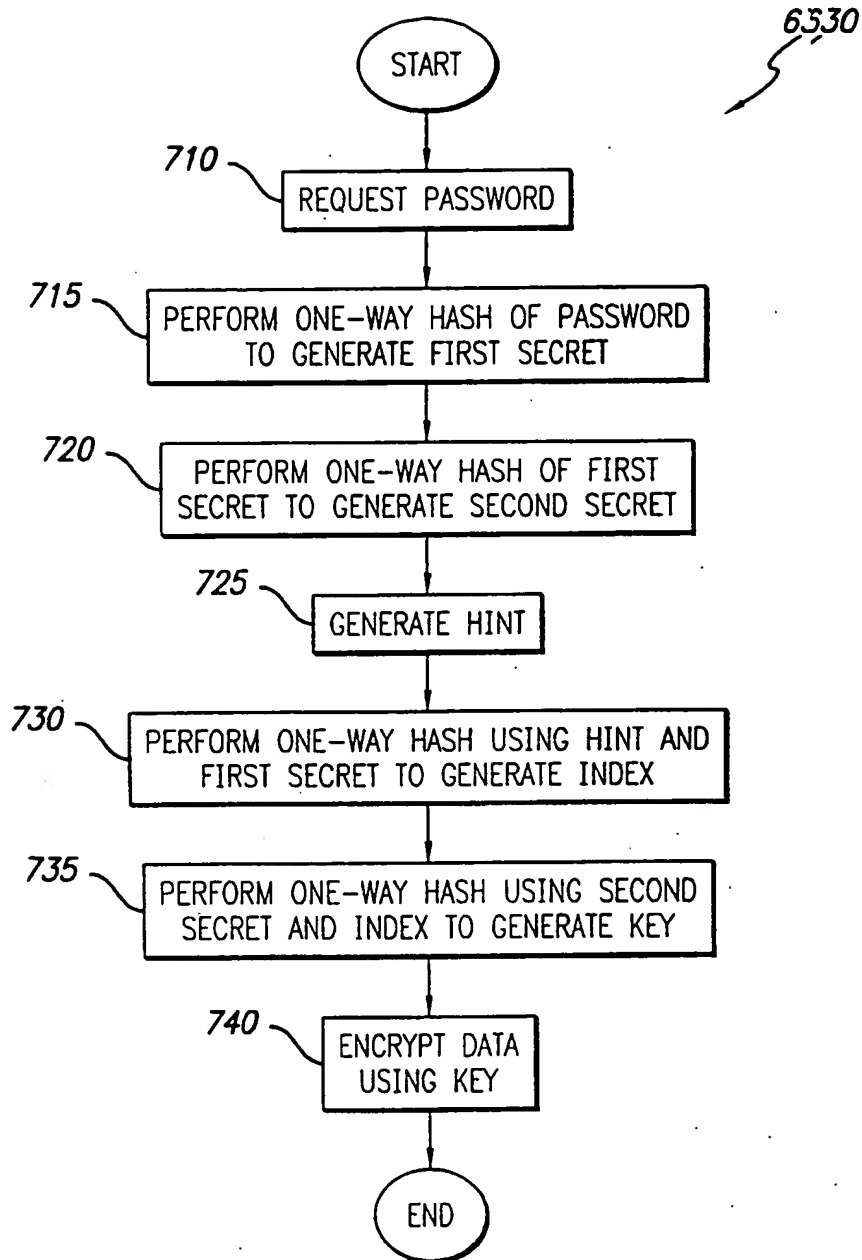 6330
START
710
REQUEST PASSWORD
715
PERFORM ONE-WAY HASH OF PASSWORD
TO GENERATE FIRST SECRET
720
PERFORM ONE-WAY HASH OF FIRST
SECRET TO GENERATE SECOND SECRET
725
GENERATE HINT
730
PERFORM ONE-WAY HASH USING HINT AND
FIRST SECRET TO GENERATE INDEX
735
PERFORM ONE-WAY HASH USING SECOND
SECRET AND INDEX TO GENERATE KEY
740
ENCRYPT DATA
USING KEY
END